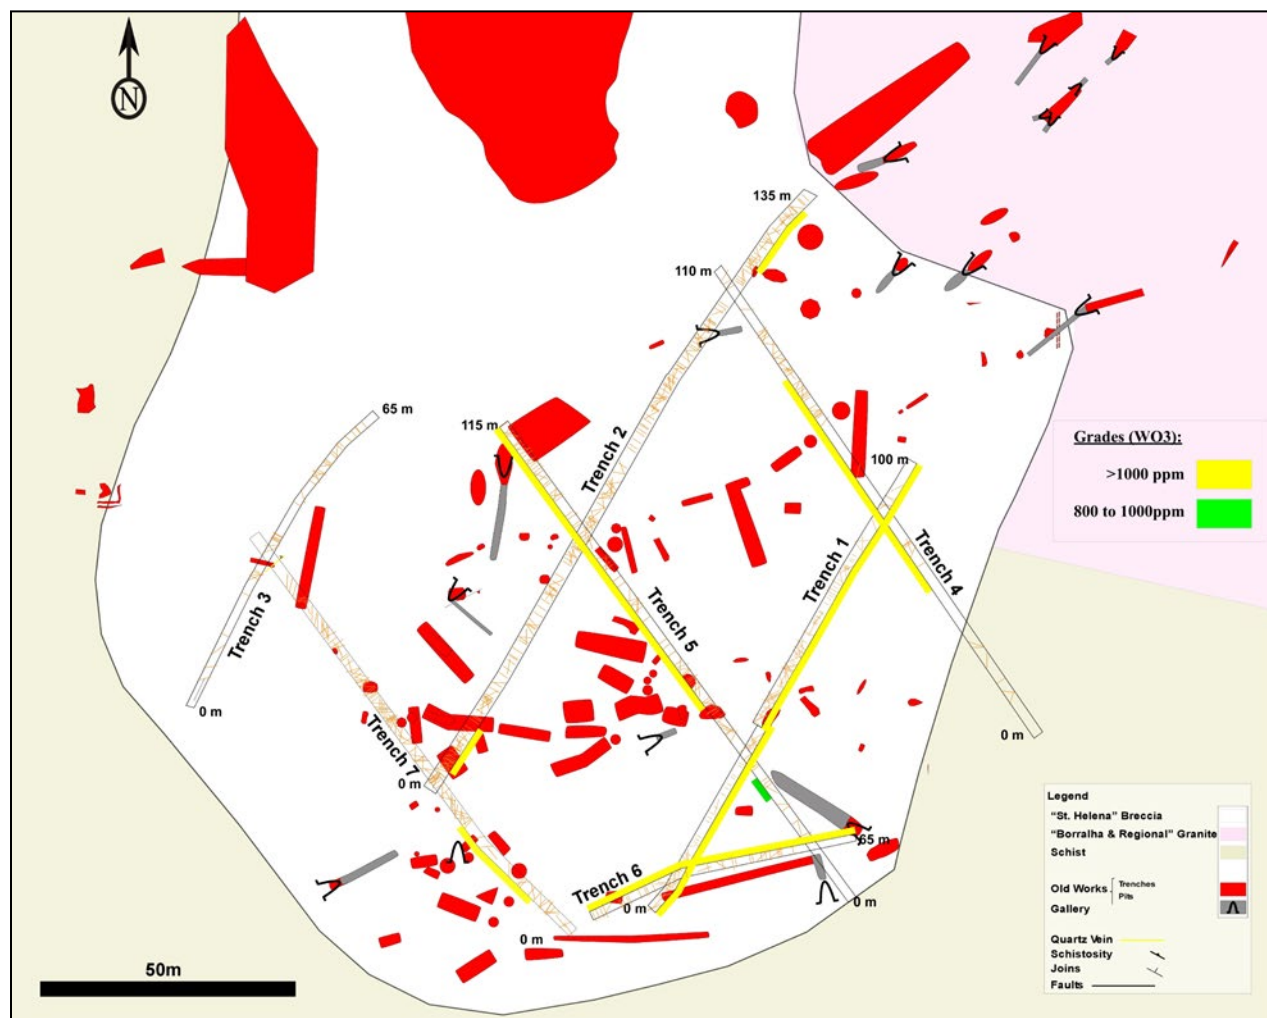 N
135 m
110 m
65 m
115 m
Trench 2
Grades (WO3):
>1000 ppm
800 to 1000ppm
100 m
Trench 1
Trench 4
Trench 3
Trench 5
0 m
Trench 7
0 m
0 m
65 m
Trench 6
0 m
0 m
0 m
50m
Legend
"St. Helena" Breccia
"Borralha & Regional" Granite
Schist
Old Works
Trenches
Pits
Gallery
Quartz Vein
Schistosity
Joins
Faults